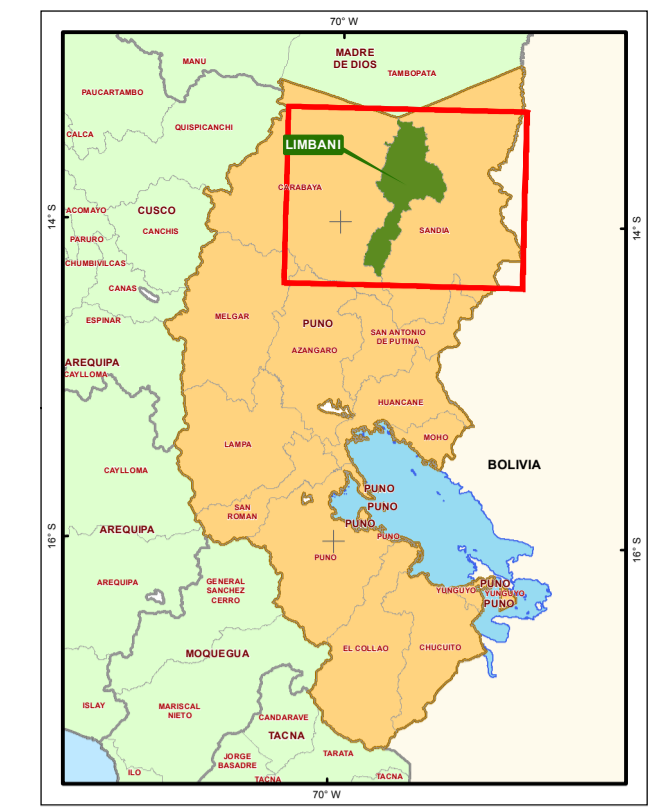 70° W
MADRE
DE DIOS
MANU
TAMBOPATA
PAUCARTAMBO
QUISPICANCHI
CALCA
LIMBANI
CARABAYA
ACOMAYO
CUSCO
14° S
14° S
CANCHIS
SANDIA
PARURO
CHUMBIVILCAS
CANAS
MELGAR
ESPINAR
PUNO
SAN ANTONIO
DE PUTINA
AZANGARO
AREQUIPA
CAYLLOMA
HUANCANE
MOHO
LAMPA
BOLIVIA
CAYLLOMA
PUNO
SAN
ROMAN
PUNO
PUNO
AREQUIPA
16° S
16° S
PUNO
PUNO
AREQUIPA
GENERAL
SANCHEZ
CERRO
YUNGUYO
PUNO
YUNGUYO
PUNO
MOQUEGUA
EL COLLAO
CHUCUITO
ISLAY
MARISCAL
NIETO
CANDARAVE
TACNA
JORGE
BASADRE
TARATA
ILO
TACNA
TACNA
70° W